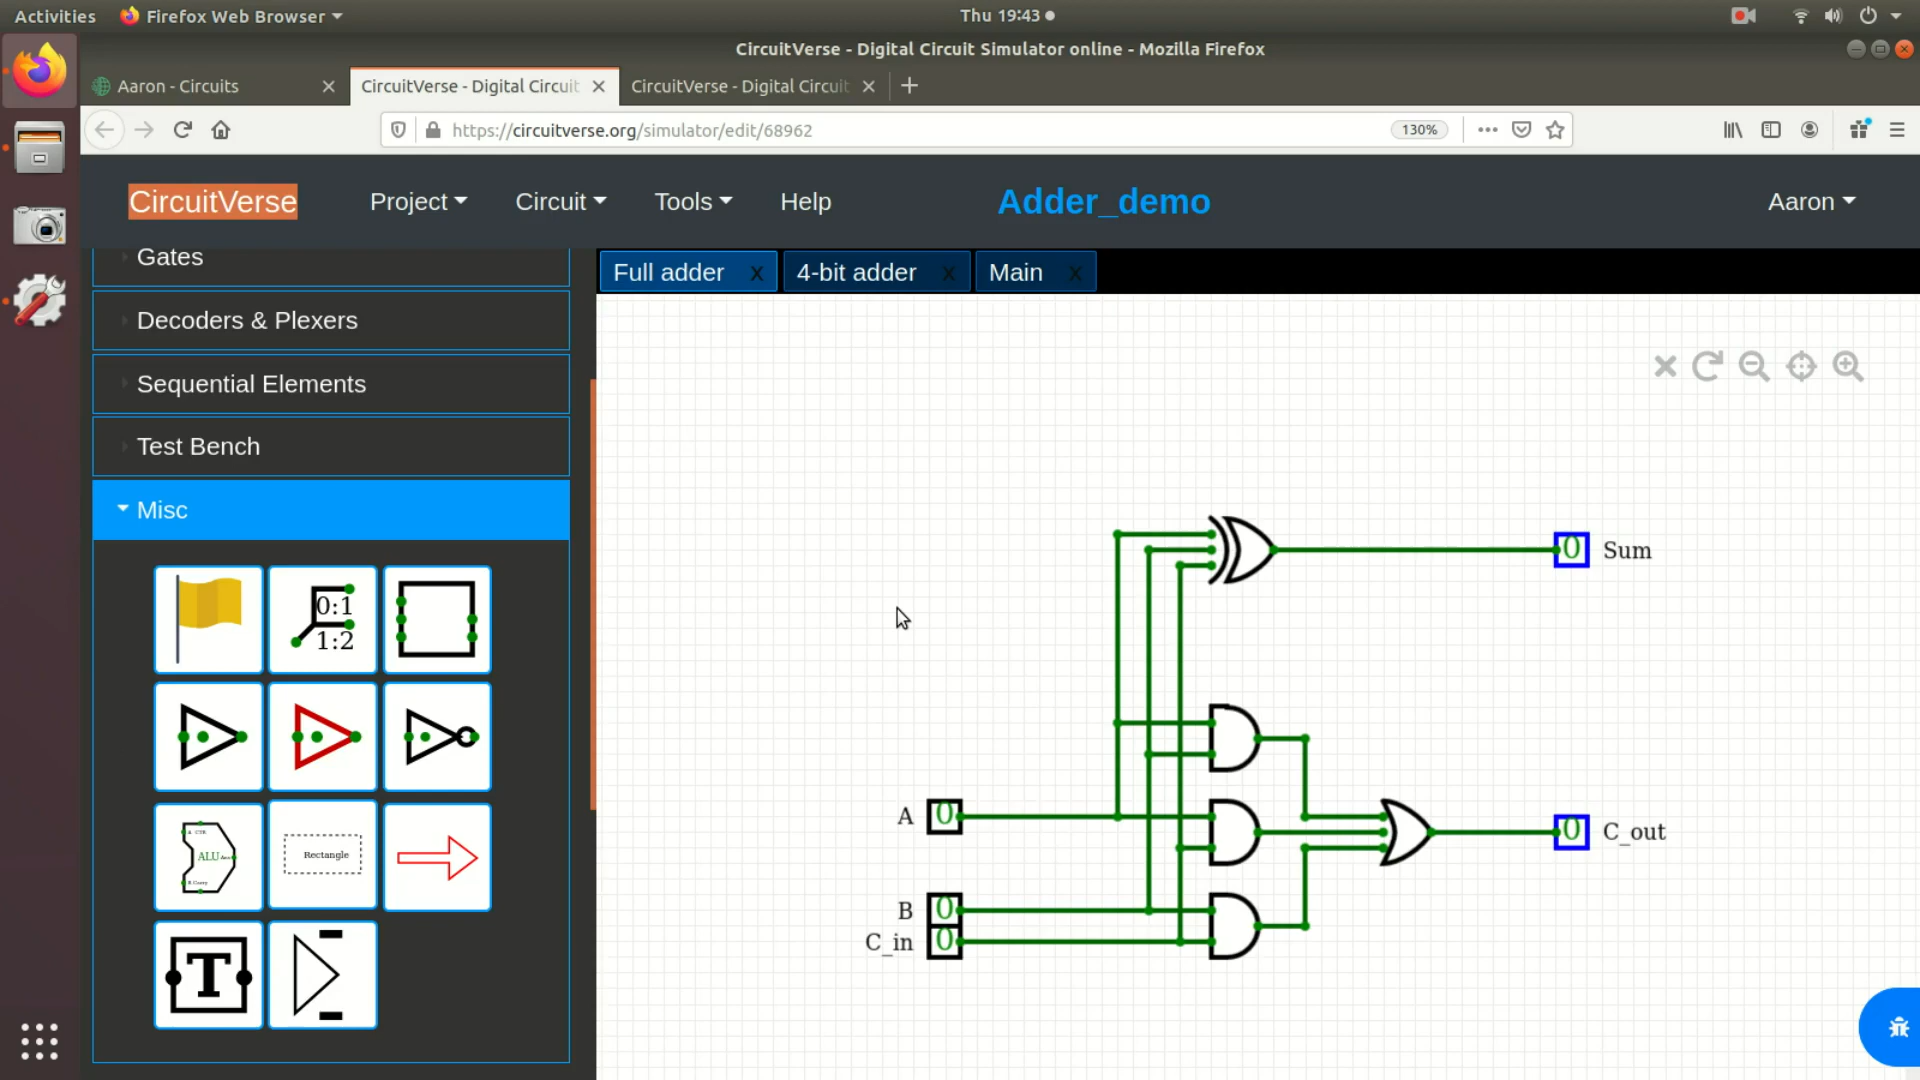 Activities
Firefox Web Browser
Thu 19:43
CircuitVerse - Digital Circuit Simulator online - Mozilla Firefox
Aaron - Circuits
CircuitVerse - Digital Circuit
CircuitVerse - Digital Circuit
https://circuitverse.org/simulator/edit/68962
130%
CircuitVerse
Project
Circuit
Tools
Help
Adder_demo
Aaron
Gates
Decoders & Plexers
Sequential Elements
Test Bench
Misc
Full adder x
4-bit adder x
Main x
0:1
1:2
A CTR
ALU
B Carry
Rectangle
T
0 Sum
A 0
0 C_out
B 0
C_in 0